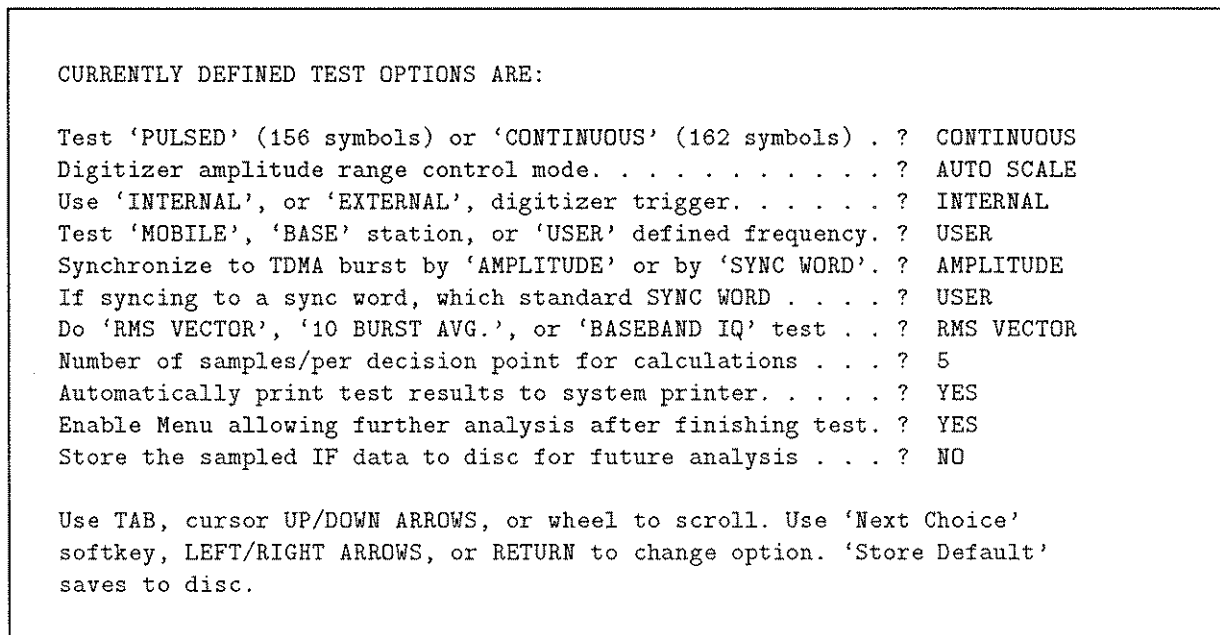 CURRENTLY DEFINED TEST OPTIONS ARE:
Test ‘PULSED’ (156 symbols) or ‘CONTINUOUS’ (162 symbols) . ? CONTINUOUS
Digitizer amplitude range control mode. . . . . . . . . . . ? AUTO SCALE
Use ‘INTERNAL’, or ‘EXTERNAL’, digitizer trigger. . . . . . ? INTERNAL
Test ‘MOBILE’, ‘BASE’ station, or ‘USER’ defined frequency. ? USER
Synchronize to TDMA burst by ‘AMPLITUDE’ or by ‘SYNC WORD’. ? AMPLITUDE
If syncing to a sync word, which standard SYNC WORD . . . . ? USER
Do ‘RMS VECTOR’, ‘10 BURST AVG.’, or ‘BASEBAND IQ’ test . . ? RMS VECTOR
Number of samples/per decision point for calculations . . . ? 5
Automatically print test results to system printer. . . . . ? YES
Enable Menu allowing further analysis after finishing test. ? YES
Store the sampled IF data to disc for future analysis . . . ? NO
Use TAB, cursor UP/DOWN ARROWS, or wheel to scroll. Use ‘Next Choice’
softkey, LEFT/RIGHT ARROWS, or RETURN to change option. ‘Store Default’
saves to disc.